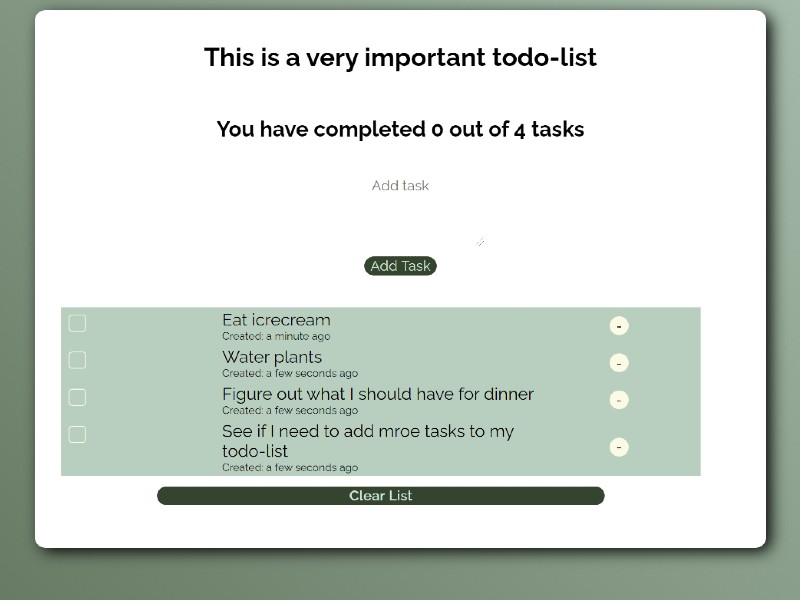 This is a very important todo-list
You have completed 0 out of 4 tasks
Add task
Add Task
Eat icrecream
Created: a minute ago
-
Water plants
Created: a few seconds ago
-
Figure out what I should have for dinner
Created: a few seconds ago
-
See if I need to add mroe tasks to my
todo-list
Created: a few seconds ago
-
Clear List